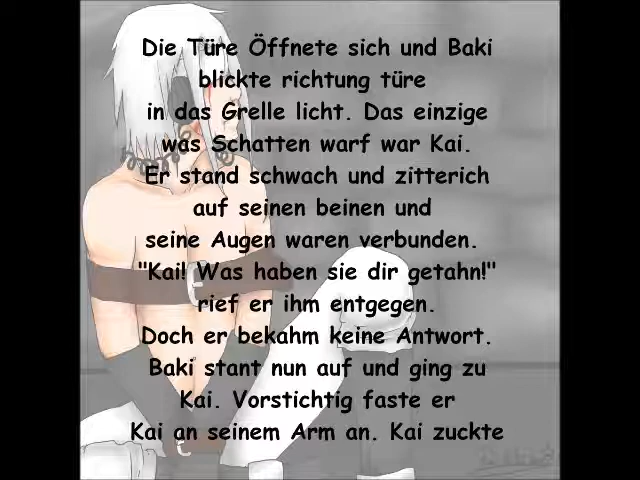 Die Türe Öffnete sich und Baki
blickte richtung türe
in das Grelle licht. Das einzige
was Schatten warf war Kai.
Er stand schwach und zitterich
auf seinen beinen und
seine Augen waren verbunden.
"Kai! Was haben sie dir getahn!"
rief er ihm entgegen.
Doch er bekahm keine Antwort.
Baki stant nun auf und ging zu
Kai. Vorstichtig faste er
Kai an seinem Arm an. Kai zuckte